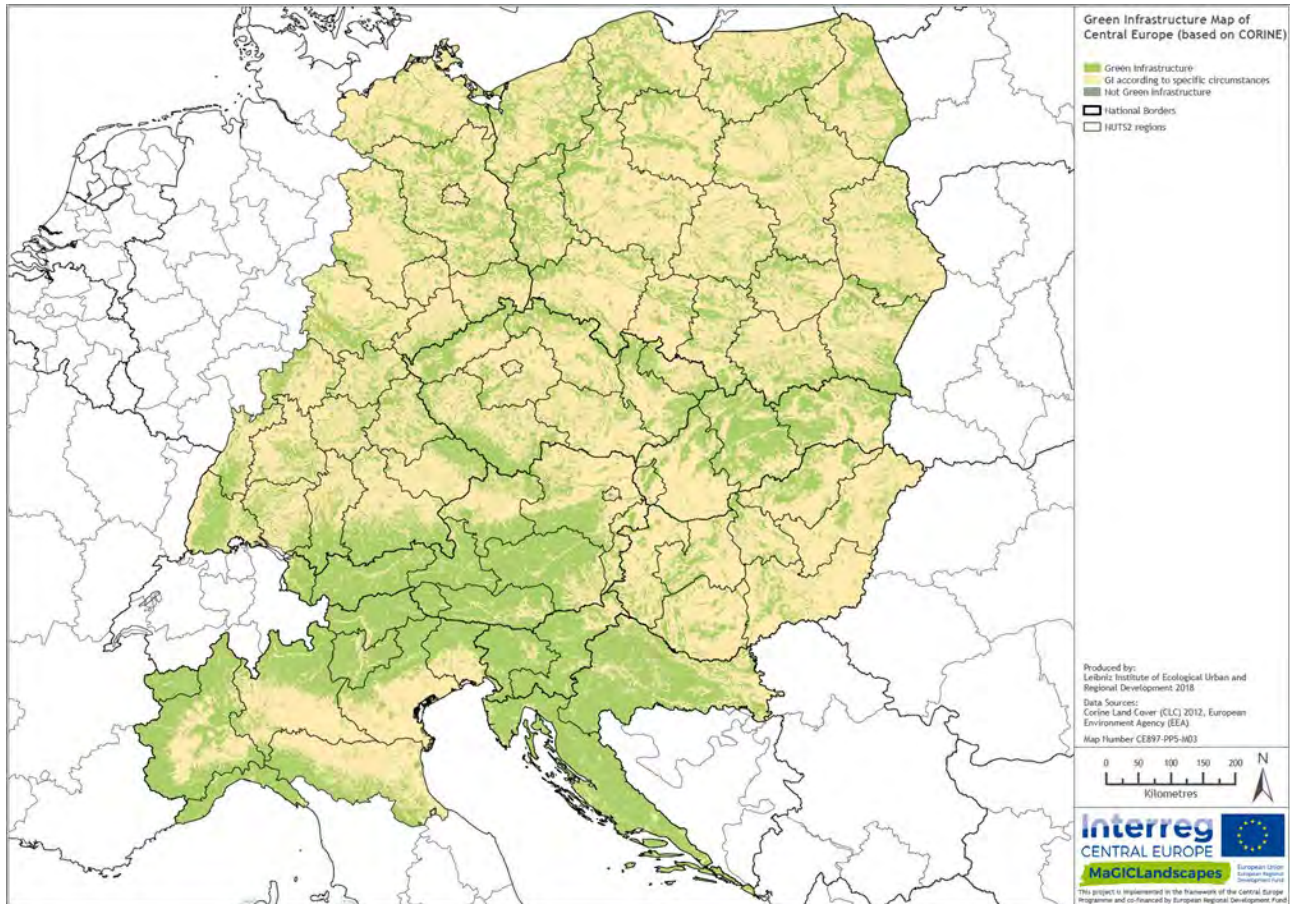 Green Infrastructure Map of
Central Europe (based on CORINE)
Green Infrastructure
GI according to specific circumstances
Not Green Infrastructure
National Borders
NUTS2 regions
Produced by:
Leibniz Institute of Ecological Urban and
Regional Development 2018
Data Sources:
Corine Land Cover (CLC) 2012, European
Environment Agency (EEA)
Map Number CE897-PP5-M03
0 50 100 150 200
Kilometres
N
Interreg
CENTRAL EUROPE
MaGICLandscapes
European Union
European Regional
Development Fund
This project is implemented in the framework of the Central Europe
Programme and co-financed by European Regional Development Fund